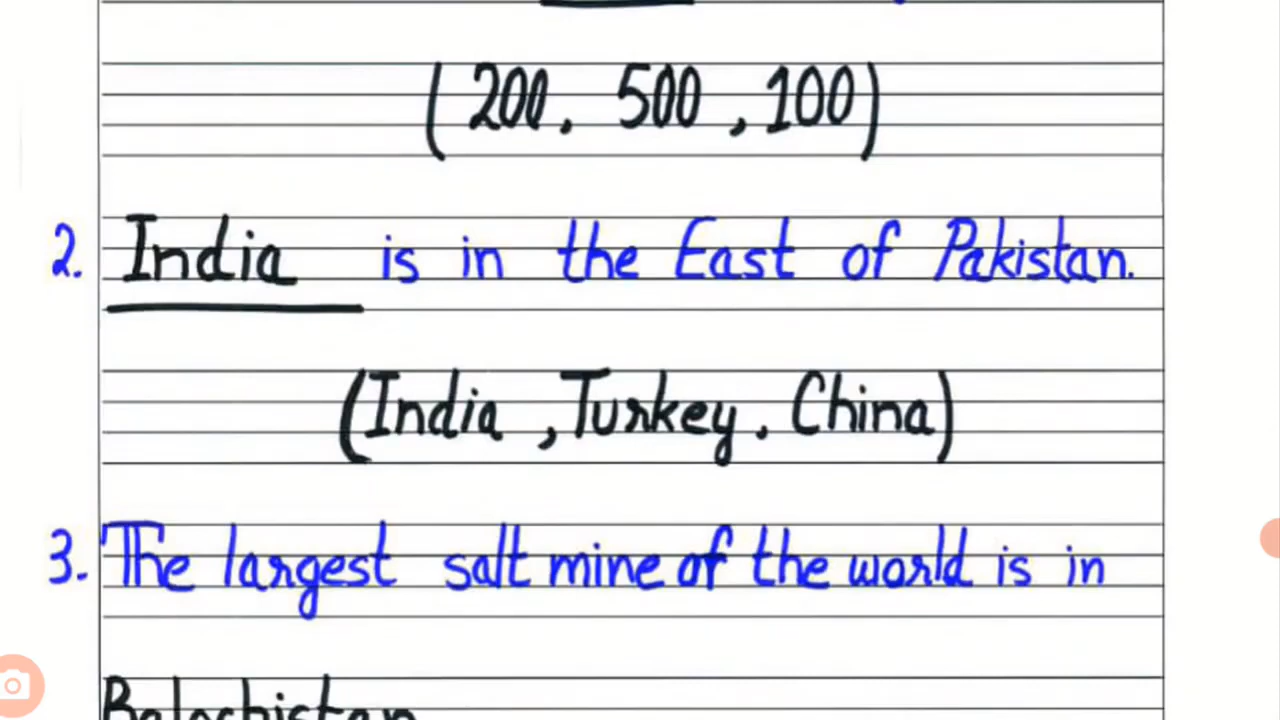 (200, 500, 100)
2. India is in the East of Pakistan.
(India, Turkey, China)
3. The largest salt mine of the world is in
Balochistan